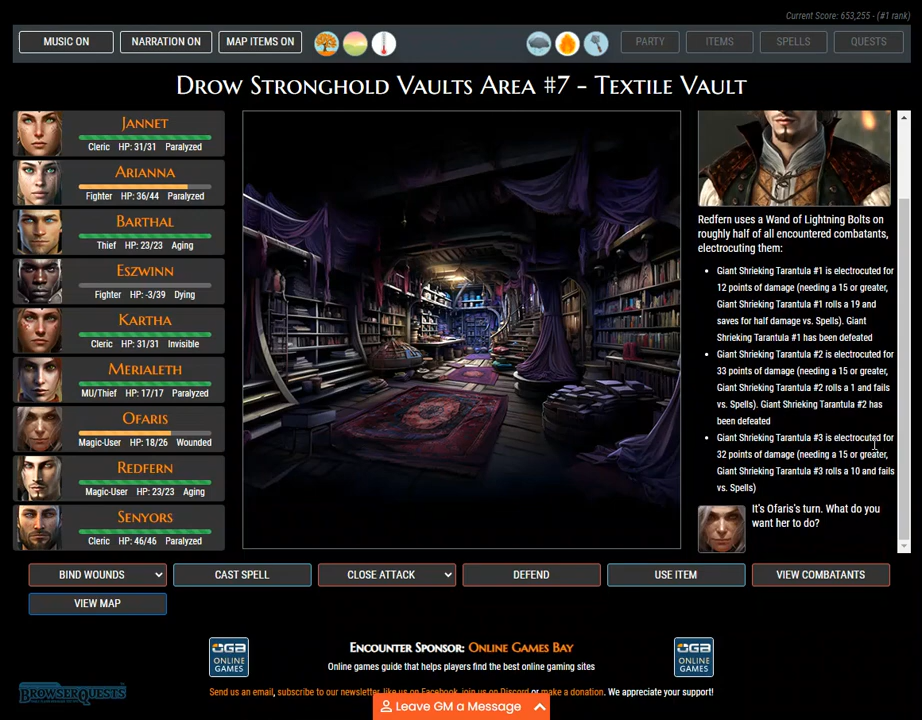 Current Score: 653,255 - (#1 rank)
MUSIC ON
NARRATION ON
MAP ITEMS ON
PARTY
ITEMS
SPELLS
QUESTS
Drow Stronghold Vaults Area #7 - Textile Vault
Jannet
Cleric HP: 31/31 Paralyzed
Arianna
Fighter HP: 36/44 Paralyzed
Barthal
Thief HP: 23/23 Aging
Eszwinn
Fighter HP: -3/39 Dying
Kartha
Cleric HP: 31/31 Invisible
Merialeth
MU/Thief HP: 17/17 Paralyzed
Ofaris
Magic-User HP: 18/26 Wounded
Redfern
Magic-User HP: 23/23 Aging
Senyors
Cleric HP: 46/46 Paralyzed
Redfern uses a Wand of Lightning Bolts on
roughly half of all encountered combatants,
electrocuting them:
• Giant Shrieking Tarantula #1 is electrocuted for
12 points of damage (needing a 15 or greater,
Giant Shrieking Tarantula #1 rolls a 19 and
saves for half damage vs. Spells). Giant
Shrieking Tarantula #1 has been defeated
• Giant Shrieking Tarantula #2 is electrocuted for
33 points of damage (needing a 15 or greater,
Giant Shrieking Tarantula #2 rolls a 1 and fails
vs. Spells). Giant Shrieking Tarantula #2 has
been defeated
• Giant Shrieking Tarantula #3 is electrocuted for
32 points of damage (needing a 15 or greater,
Giant Shrieking Tarantula #3 rolls a 10 and fails
vs. Spells)
It's Ofaris's turn. What do you
want her to do?
BIND WOUNDS
CAST SPELL
CLOSE ATTACK
DEFEND
USE ITEM
VIEW COMBATANTS
VIEW MAP
OGA
ONLINE
GAMES
Encounter Sponsor: Online Games Bay
Online games guide that helps players find the best online gaming sites
OGA
ONLINE
GAMES
BrowserQuests
Send us an email, subscribe to our newsletter, like us on Facebook, join us on Discord or make a donation. We appreciate your support!
Leave GM a Message